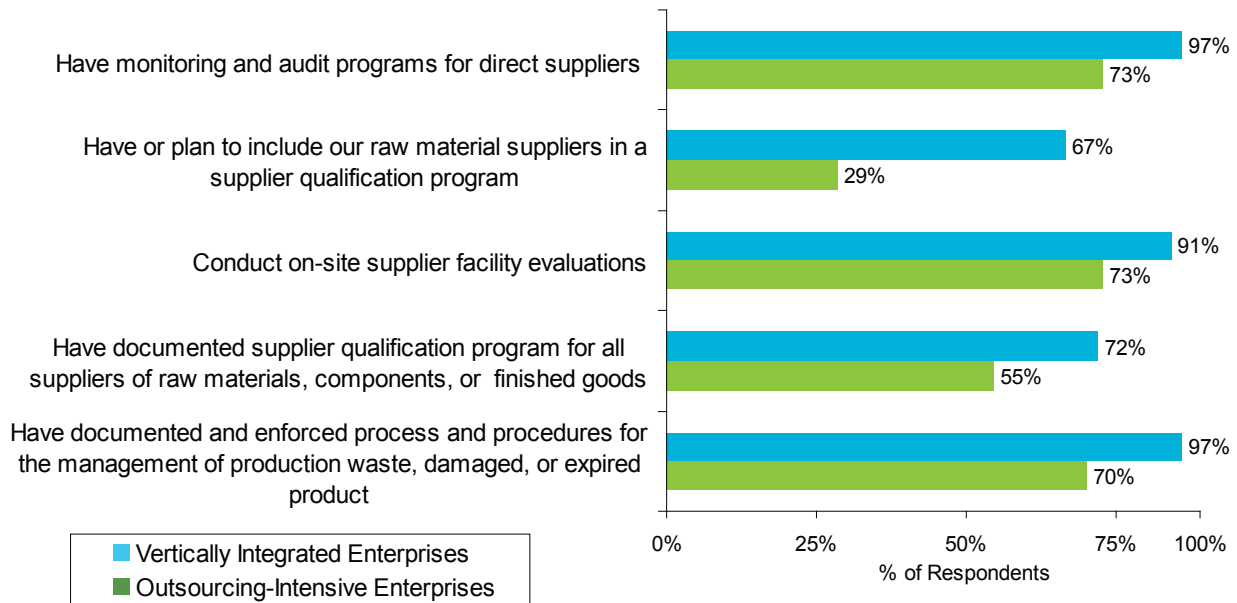 Have monitoring and audit programs for direct suppliers
97%
73%
Have or plan to include our raw material suppliers in a
supplier qualification program
67%
29%
Conduct on-site supplier facility evaluations
91%
73%
Have documented supplier qualification program for all
suppliers of raw materials, components, or finished goods
72%
55%
Have documented and enforced process and procedures for
the management of production waste, damaged, or expired
product
97%
70%
0% 25% 50% 75% 100%
% of Respondents
Vertically Integrated Enterprises
Outsourcing-Intensive Enterprises